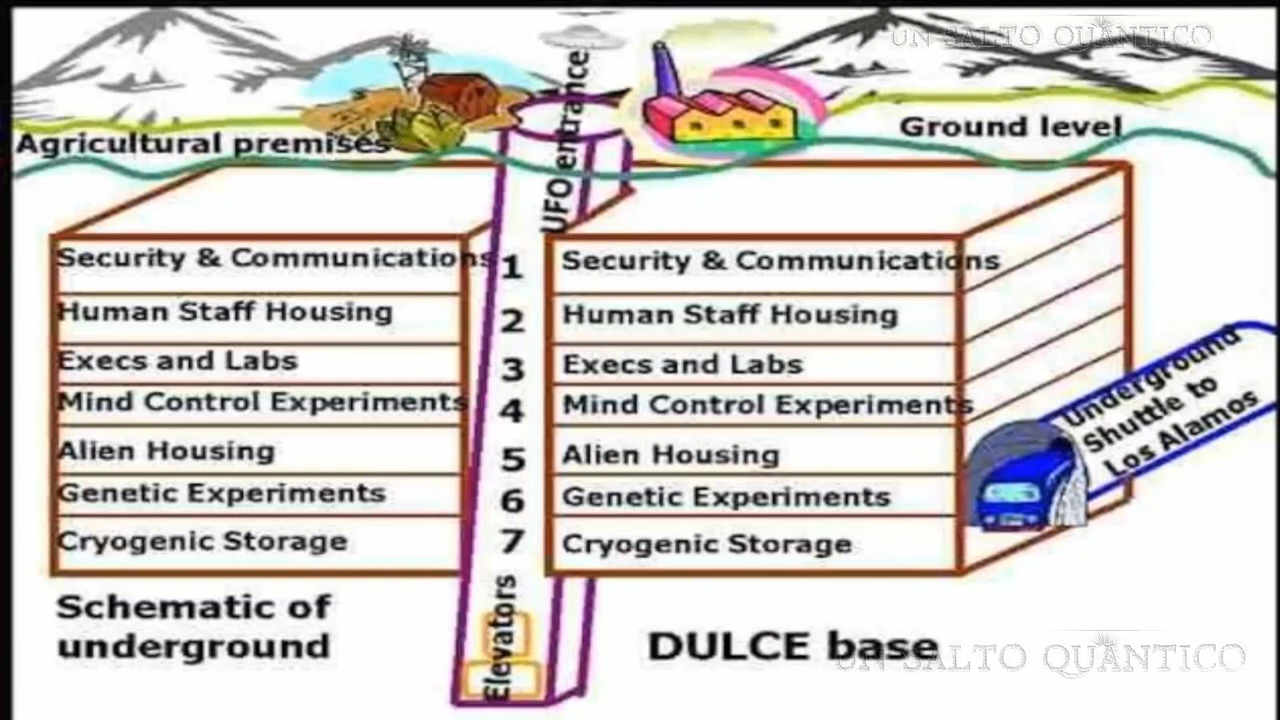 UN SALTO QUÁNTICO
UFO entrance
Agricultural premises
Ground level
Security & Communications
1
Security & Communications
Human Staff Housing
2
Human Staff Housing
Execs and Labs
3
Execs and Labs
Mind Control Experiments
4
Mind Control Experiments
Alien Housing
5
Alien Housing
Genetic Experiments
6
Genetic Experiments
Cryogenic Storage
7
Cryogenic Storage
Underground
Shuttle to
Los Alamos
Elevators
Schematic of
underground
DULCE base
UN SALTO QUÁNTICO